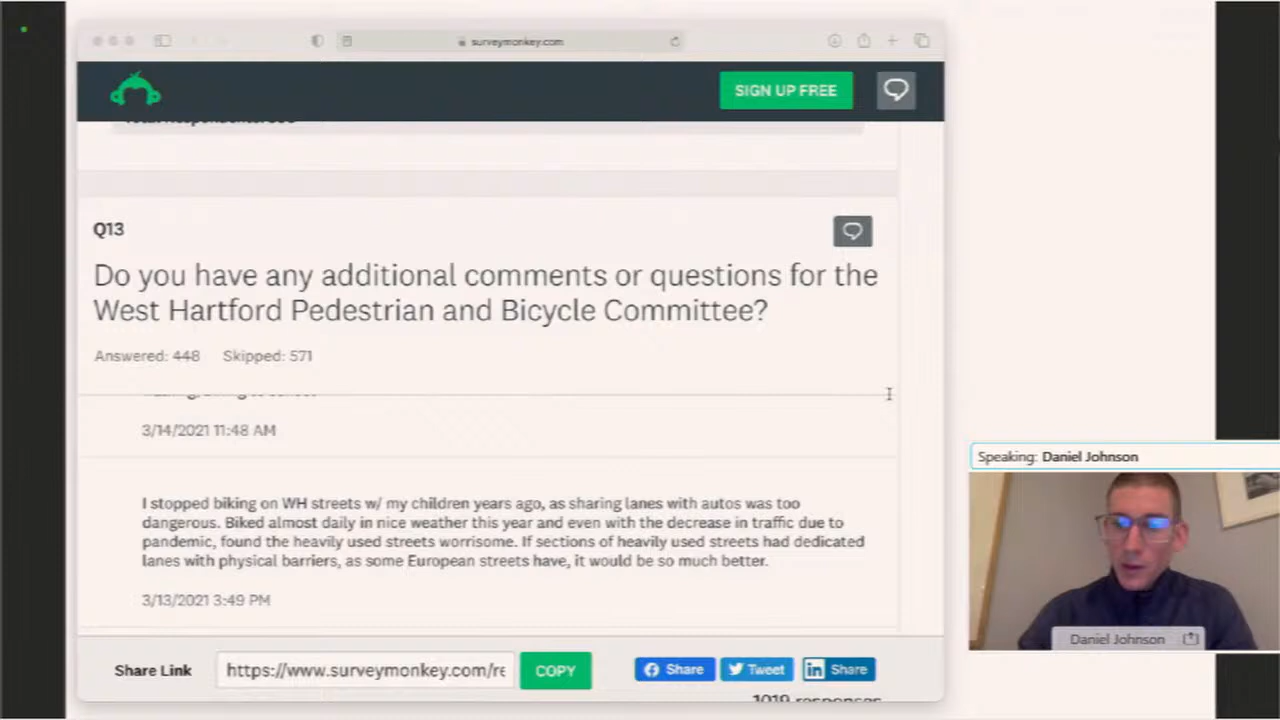 surveymonkey.com
SIGN UP FREE
Q13
Do you have any additional comments or questions for the
West Hartford Pedestrian and Bicycle Committee?
Answered: 448 Skipped: 571
3/14/2021 11:48 AM
I stopped biking on WH streets w/ my children years ago, as sharing lanes with autos was too
dangerous. Biked almost daily in nice weather this year and even with the decrease in traffic due to
pandemic, found the heavily used streets worrisome. If sections of heavily used streets had dedicated
lanes with physical barriers, as some European streets have, it would be so much better.
3/13/2021 3:49 PM
Share Link
https://www.surveymonkey.com/re
COPY
Share
Tweet
Share
1019 responses
Speaking: Daniel Johnson
Daniel Johnson